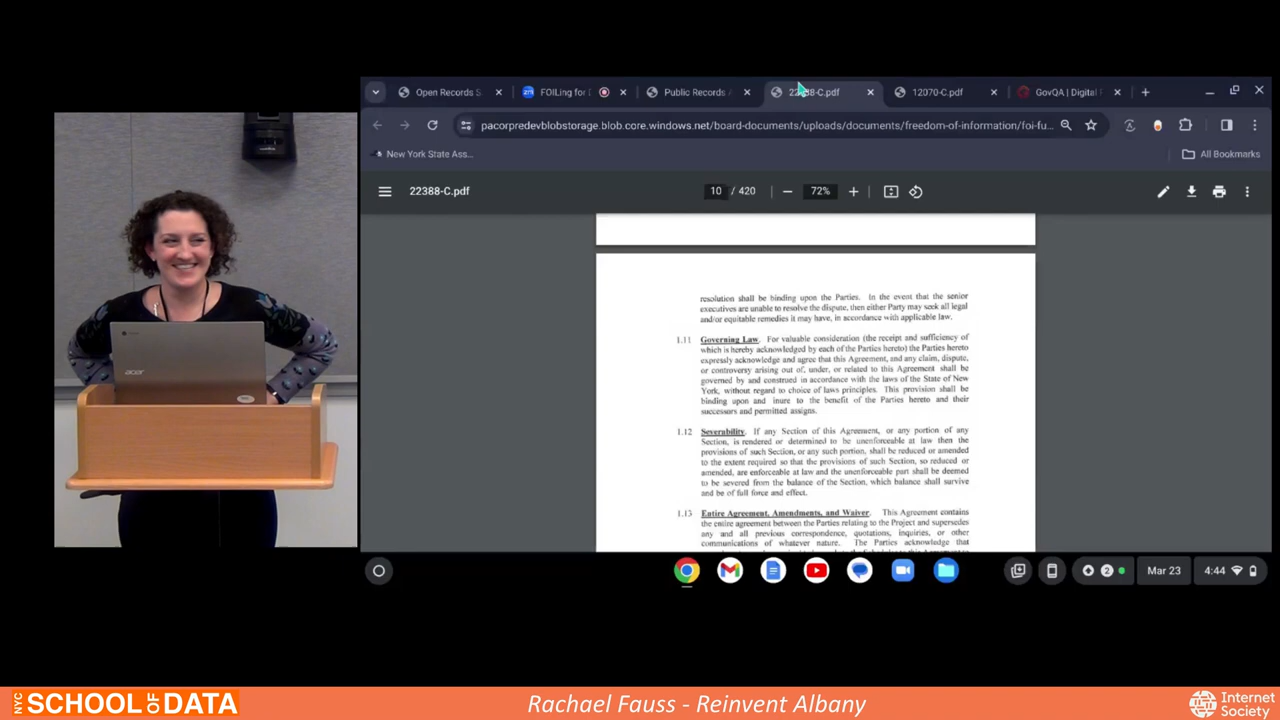 Open Records S
FOILing for D
Public Records A
22388-C.pdf
12070-C.pdf
GovQA | Digital F
pacorpredevblobstorage.blob.core.windows.net/board-documents/uploads/documents/freedom-of-information/foi-fu...
New York State Ass...
All Bookmarks
22388-C.pdf
10 / 420
72%
resolution shall be binding upon the Parties. In the event that the senior
executives are unable to resolve the dispute, then either Party may seek all legal
and/or equitable remedies it may have, in accordance with applicable law.
1.11 Governing Law. For valuable consideration (the receipt and sufficiency of
which is hereby acknowledged by each of the Parties hereto) the Parties hereto
expressly acknowledge and agree that this Agreement, and any claim, dispute,
or controversy arising out of, under, or related to this Agreement shall be
governed by and construed in accordance with the laws of the State of New
York, without regard to choice of laws principles. This provision shall be
binding upon and inure to the benefit of the Parties hereto and their
successors and permitted assigns.
1.12 Severability. If any Section of this Agreement, or any portion of any
Section, is rendered or determined to be unenforceable at law then the
provisions of such Section, or any such portion, shall be reduced or amended
to the extent required so that the provisions of such Section, so reduced or
amended, are enforceable at law and the unenforceable part shall be deemed
to be severed from the balance of the Section, which balance shall survive
and be of full force and effect.
1.13 Entire Agreement, Amendments, and Waiver. This Agreement contains
the entire agreement between the Parties relating to the Project and supersedes
any and all previous correspondence, quotations, inquiries, or other
communications of whatever nature. The Parties acknowledge that
acer
2
Mar 23
4:44
NYC SCHOOL OF DATA
Rachael Fauss - Reinvent Albany
Internet
Society